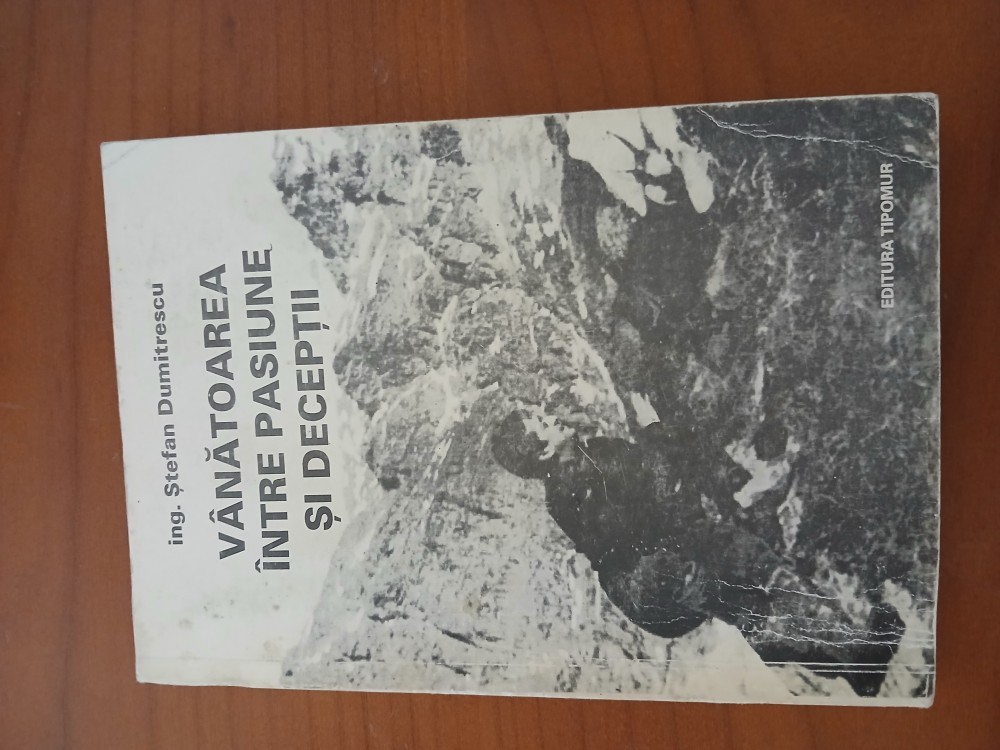 ing. Ștefan Dumitrescu
VÂNĂTOAREA
ÎNTRE PASIUNE
ȘI DECEPȚII
EDITURA TIPOMUR